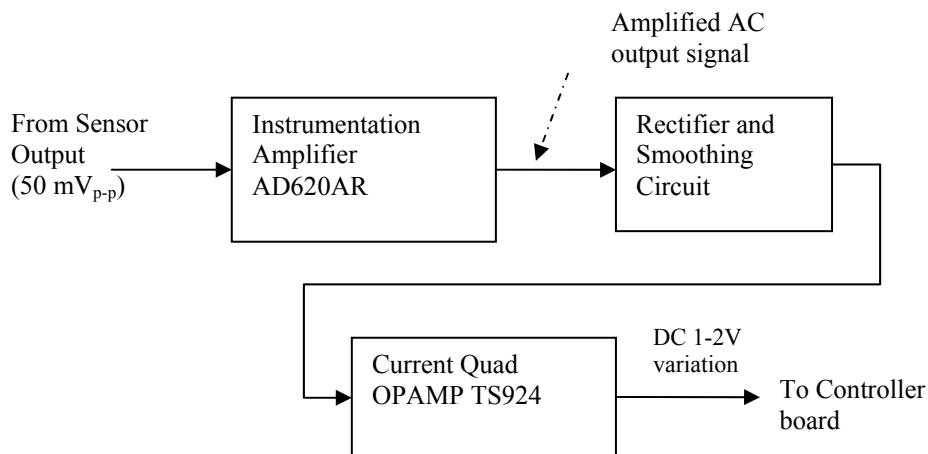 Amplified AC
output signal
From Sensor
Output
(50 mVp-p)
Instrumentation
Amplifier
AD620AR
Rectifier and
Smoothing
Circuit
Current Quad
OPAMP TS924
DC 1-2V
variation
To Controller
board